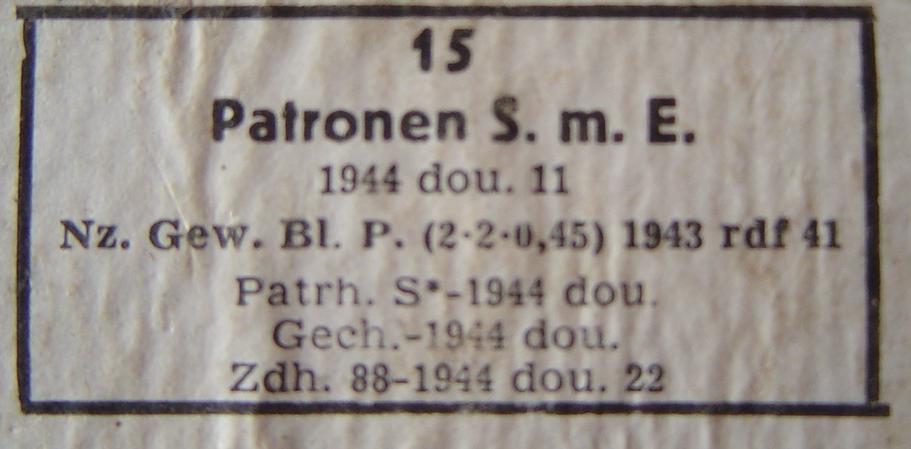 15
Patronen S. m. E.
1944 dou. 11
Nz. Gew. Bl. P. (2·2·0,45) 1943 rdf 41
Patrh. S*-1944 dou.
Gech.-1944 dou.
Zdh. 88-1944 dou. 22